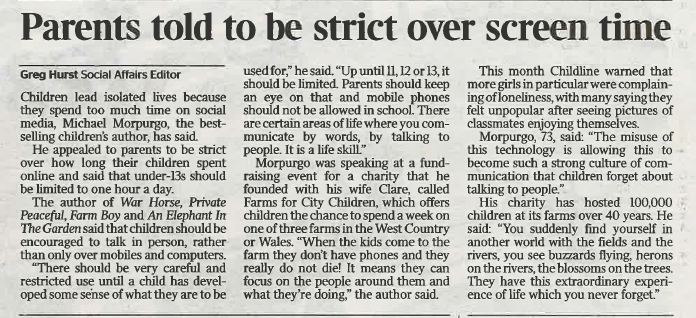 Parents told to be strict over screen time
Greg Hurst Social Affairs Editor
Children lead isolated lives because
they spend too much time on social
media, Michael Morpurgo, the best-
selling children's author, has said.
He appealed to parents to be strict
over how long their children spent
online and said that under-13s should
be limited to one hour a day.
The author of War Horse, Private
Peaceful, Farm Boy and An Elephant In
The Garden said that children should be
encouraged to talk in person, rather
than only over mobiles and computers.
"There should be very careful and
restricted use until a child has devel-
oped some sense of what they are to be
used for," he said. "Up until 11, 12 or 13, it
should be limited. Parents should keep
an eye on that and mobile phones
should not be allowed in school. There
are certain areas of life where you com-
municate by words, by talking to
people. It is a life skill."
Morpurgo was speaking at a fund-
raising event for a charity that he
founded with his wife Clare, called
Farms for City Children, which offers
children the chance to spend a week on
one of three farms in the West Country
or Wales. "When the kids come to the
farm they don't have phones and they
really do not die! It means they can
focus on the people around them and
what they're doing," the author said.
This month Childline warned that
more girls in particular were complain-
ing of loneliness, with many saying they
felt unpopular after seeing pictures of
classmates enjoying themselves.
Morpurgo, 73, said: "The misuse of
this technology is allowing this to
become such a strong culture of com-
munication that children forget about
talking to people."
His charity has hosted 100,000
children at its farms over 40 years. He
said: "You suddenly find yourself in
another world with the fields and the
rivers, you see buzzards flying, herons
on the rivers, the blossoms on the trees.
They have this extraordinary experi-
ence of life which you never forget."